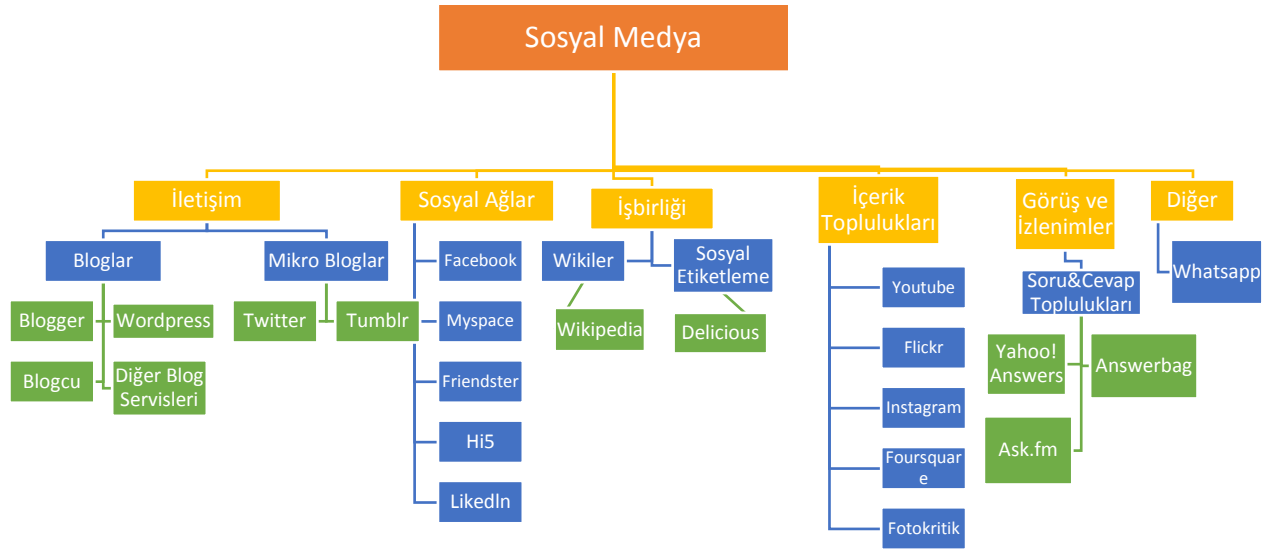 Sosyal Medya
İletişim
Bloglar
Blogger
Wordpress
Blogcu
Diğer Blog
Servisleri
Mikro Bloglar
Twitter
Tumblr
Sosyal Ağlar
Facebook
Myspace
Friendster
Hi5
Likedln
İşbirliği
Wikiler
Wikipedia
Sosyal
Etiketleme
Delicious
İçerik
Toplulukları
Youtube
Flickr
Instagram
Foursquar
e
Fotokritik
Görüş ve
İzlenimler
Soru&Cevap
Toplulukları
Yahoo!
Answers
Answerbag
Ask.fm
Diğer
Whatsapp